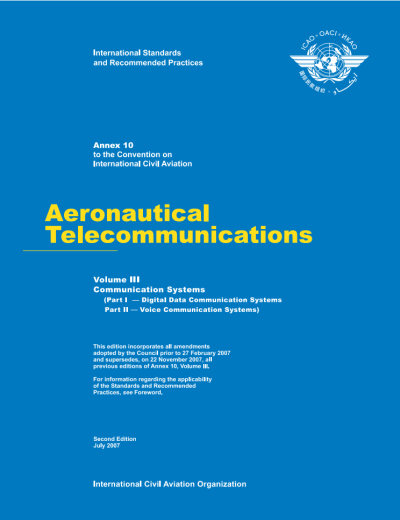 International Standards
and Recommended Practices
ICAO · OACI · ИКАО
Annex 10
to the Convention on
International Civil Aviation
Aeronautical
Telecommunications
Volume III
Communication Systems
(Part I — Digital Data Communication Systems
Part II — Voice Communication Systems)
This edition incorporates all amendments
adopted by the Council prior to 27 February 2007
and supersedes, on 22 November 2007, all
previous editions of Annex 10, Volume III.
For information regarding the applicability
of the Standards and Recommended
Practices, see Foreword.
Second Edition
July 2007
International Civil Aviation Organization